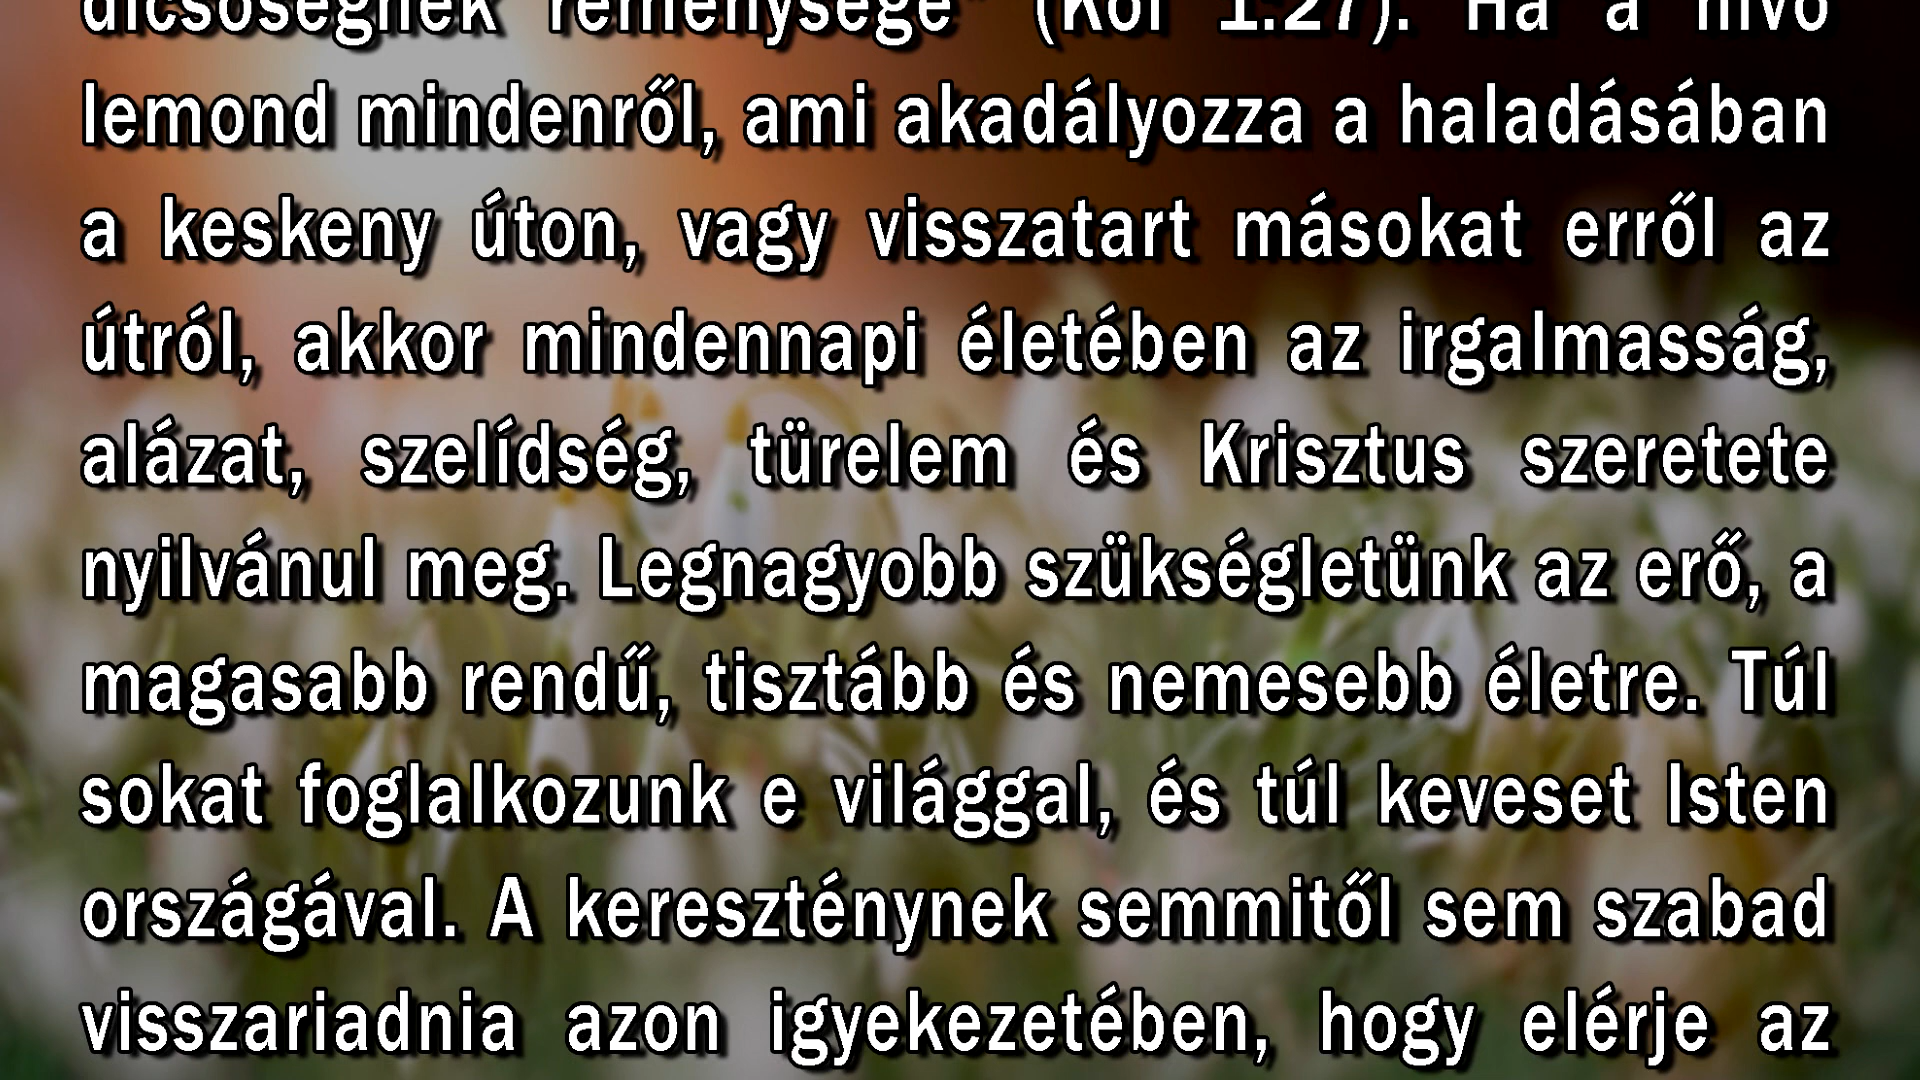 dicsőségnek reménysége" (Kol 1:27). Ha a hívő
lemond mindenről, ami akadályozza a haladásában
a keskeny úton, vagy visszatart másokat erről az
útról, akkor mindennapi életében az irgalmasság,
alázat, szelídség, türelem és Krisztus szeretete
nyilvánul meg. Legnagyobb szükségletünk az erő, a
magasabb rendű, tisztább és nemesebb életre. Túl
sokat foglalkozunk e világgal, és túl keveset Isten
országával. A kereszténynek semmitől sem szabad
visszariadnia azon igyekezetében, hogy elérje az